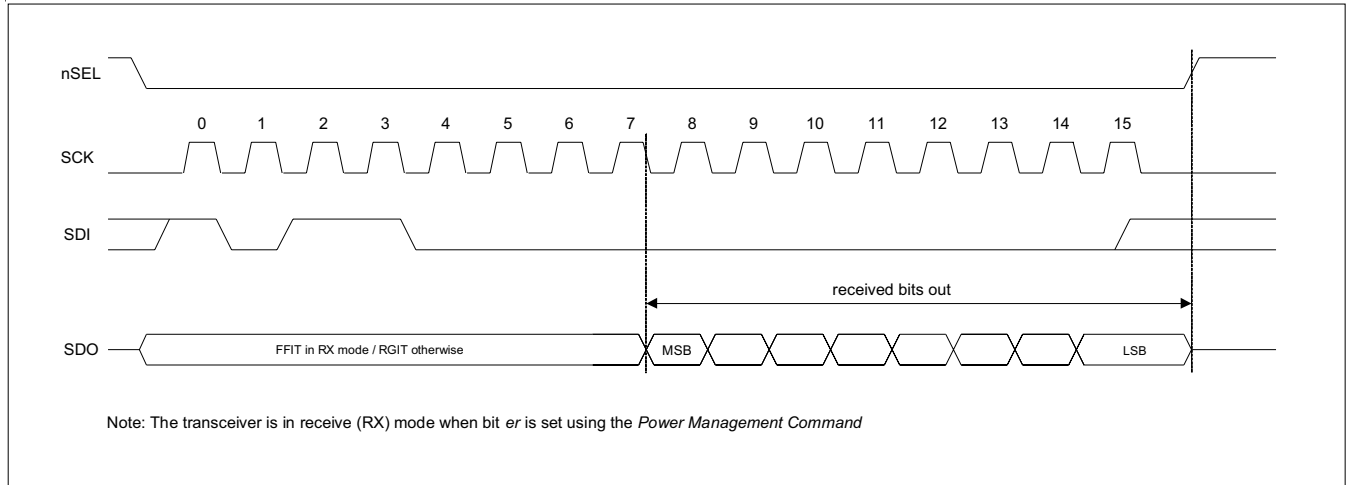 nSEL
0 1 2 3 4 5 6 7 8 9 10 11 12 13 14 15
SCK
SDI
received bits out
SDO
FFIT in RX mode / RGIT otherwise
MSB
LSB
Note: The transceiver is in receive (RX) mode when bit er is set using the Power Management Command